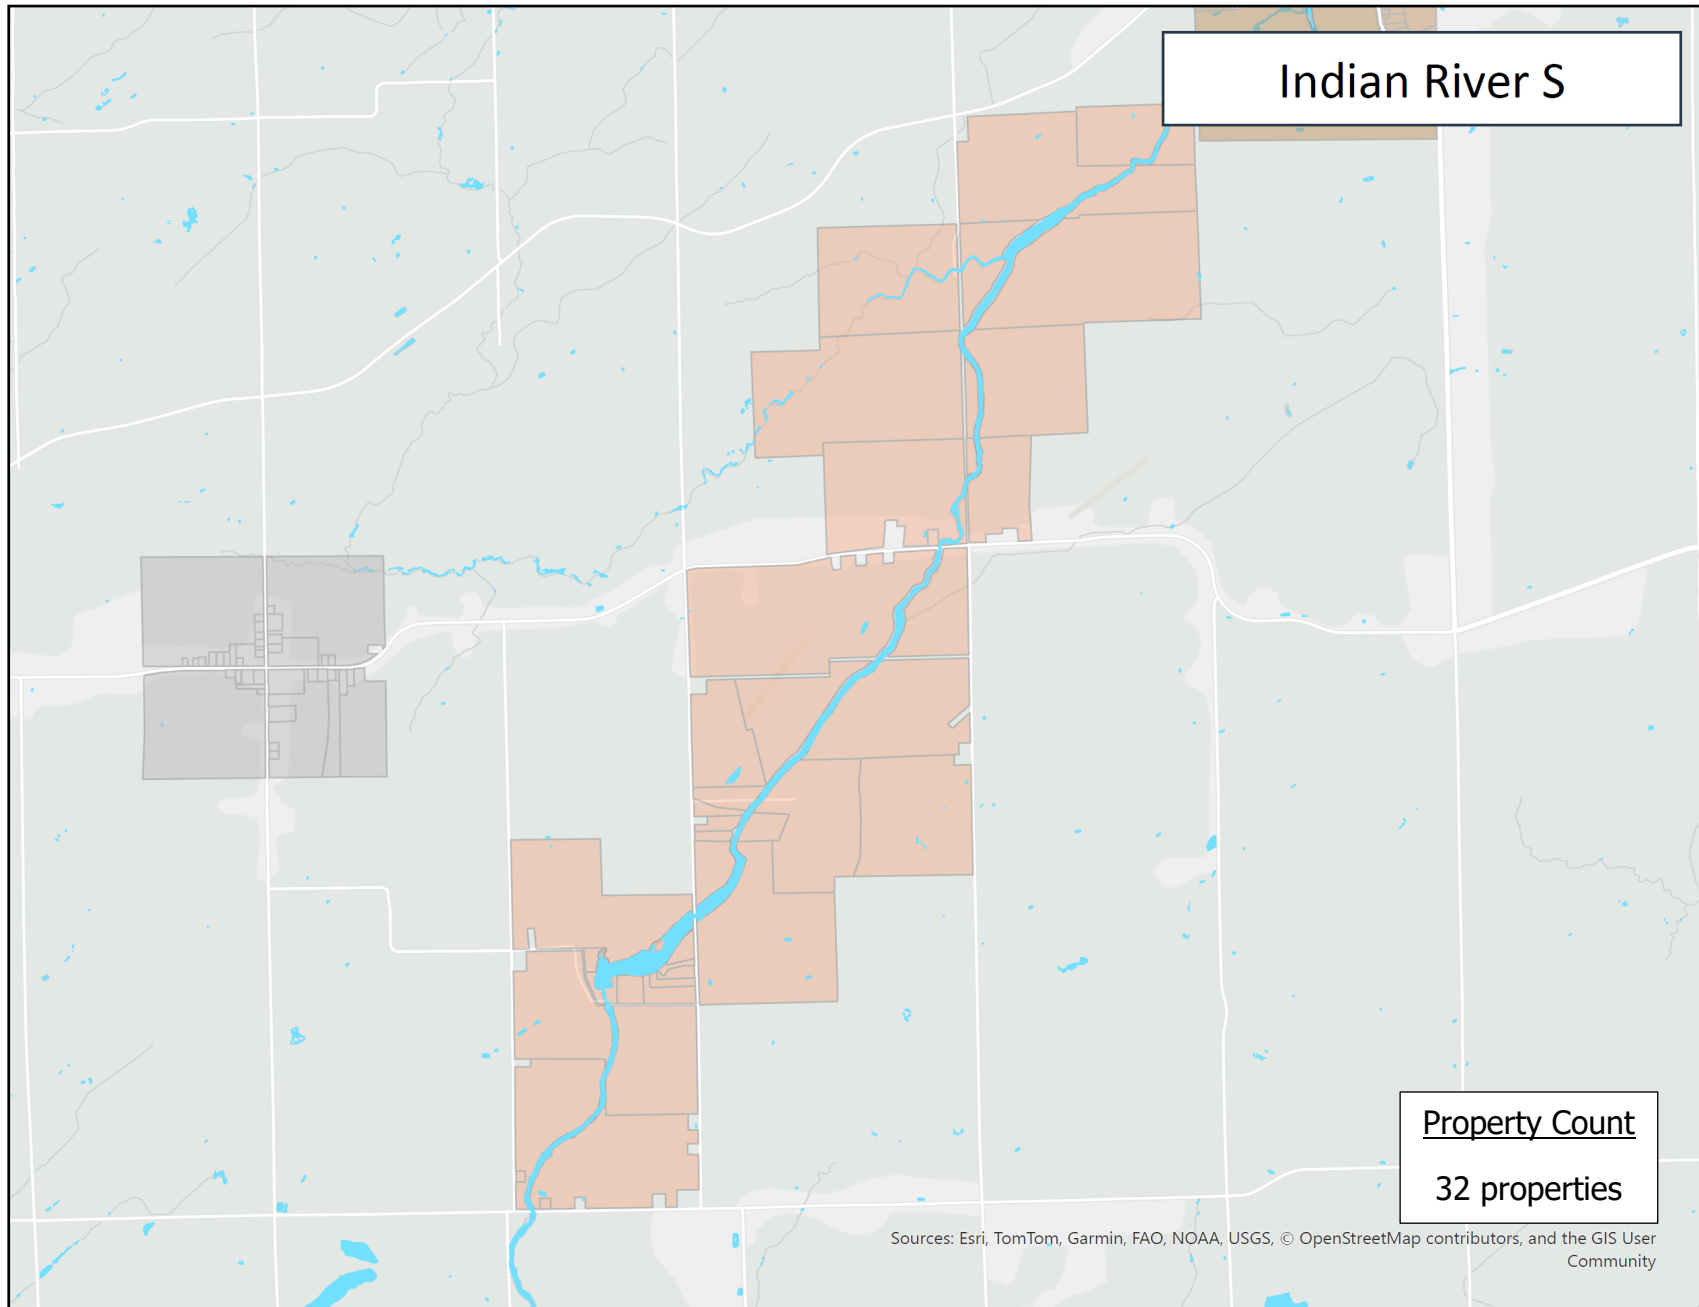 Indian River S
Property Count
32 properties
Sources: Esri, TomTom, Garmin, FAO, NOAA, USGS, © OpenStreetMap contributors, and the GIS User
Community